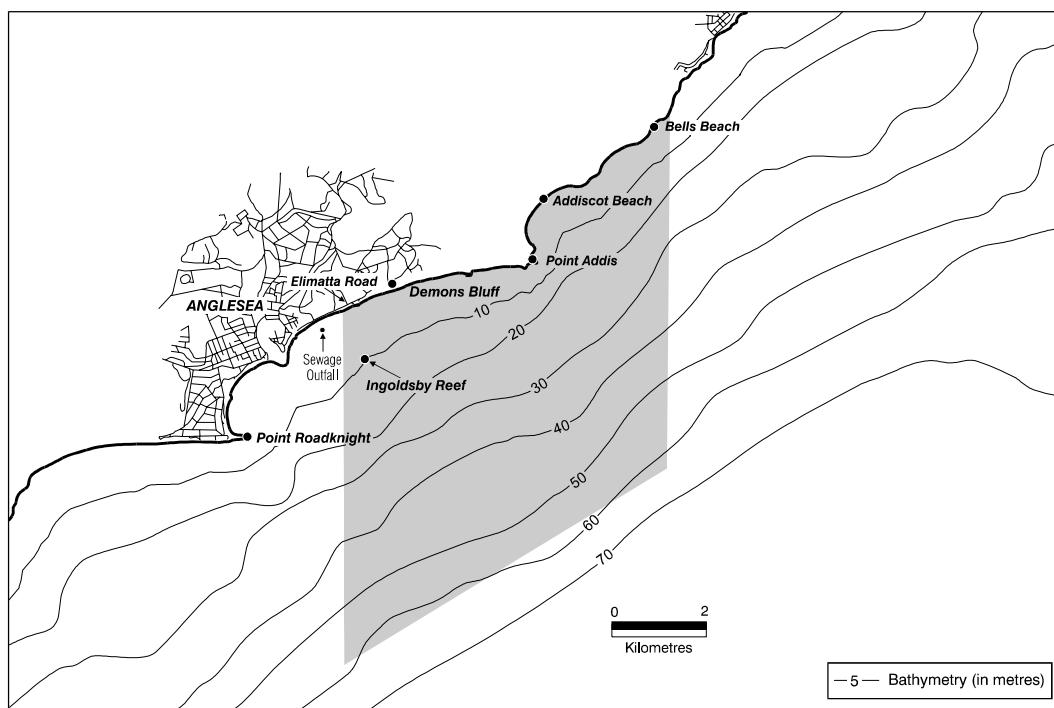 Bells Beach
Addiscot Beach
Point Addis
Elimatta Road
Demons Bluff
ANGLESEA
10
20
Sewage
Outfall
Ingoldsby Reef
30
40
Point Roadknight
50
60
70
0 2
Kilometres
5 Bathymetry (in metres)